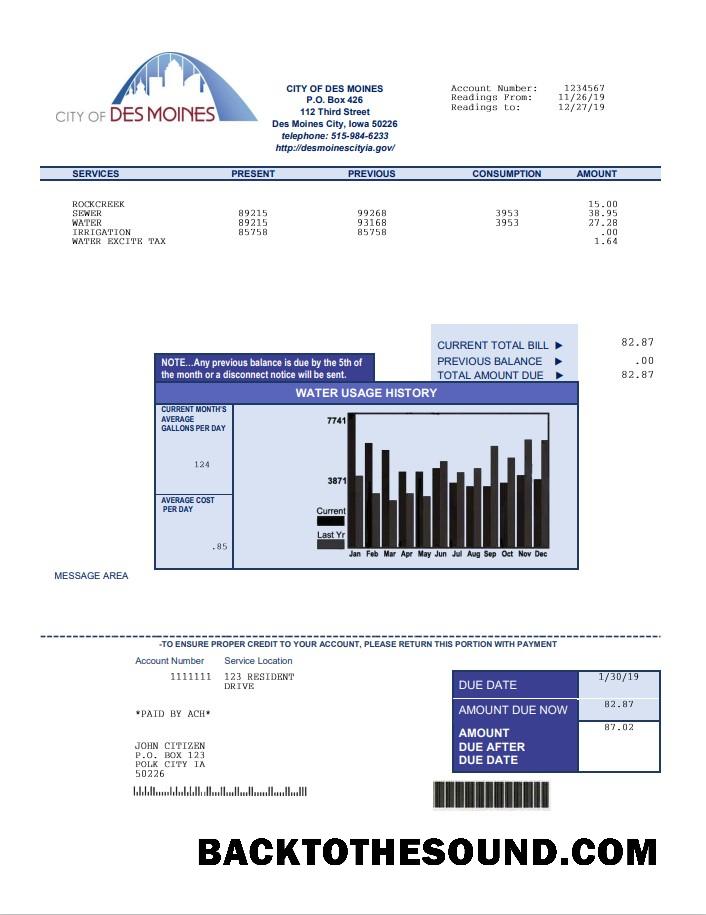 CITY OF DES MOINES
CITY OF DES MOINES
P.O. Box 426
112 Third Street
Des Moines City, Iowa 50226
telephone: 515-984-6233
http://desmoinescityia.gov/
Account Number: 1234567
Readings From: 11/26/19
Readings to: 12/27/19
SERVICES PRESENT PREVIOUS CONSUMPTION AMOUNT
ROCKCREEK 15.00
SEWER 89215 99268 3953 38.95
WATER 89215 93168 3953 27.28
IRRIGATION 85758 85758 .00
WATER EXCITE TAX 1.64
CURRENT TOTAL BILL ► 82.87
PREVIOUS BALANCE ► .00
TOTAL AMOUNT DUE ► 82.87
NOTE...Any previous balance is due by the 5th of
the month or a disconnect notice will be sent.
WATER USAGE HISTORY
CURRENT MONTH'S
AVERAGE
GALLONS PER DAY
124
AVERAGE COST
PER DAY
.85
7741
3871
Current
Last Yr
Jan Feb Mar Apr May Jun Jul Aug Sep Oct Nov Dec
MESSAGE AREA
-TO ENSURE PROPER CREDIT TO YOUR ACCOUNT, PLEASE RETURN THIS PORTION WITH PAYMENT
Account Number Service Location
1111111 123 RESIDENT
DRIVE
*PAID BY ACH*
JOHN CITIZEN
P.O. BOX 123
POLK CITY IA
50226
DUE DATE 1/30/19
AMOUNT DUE NOW 82.87
AMOUNT 87.02
DUE AFTER
DUE DATE
BACKTOTHESOUND.COM